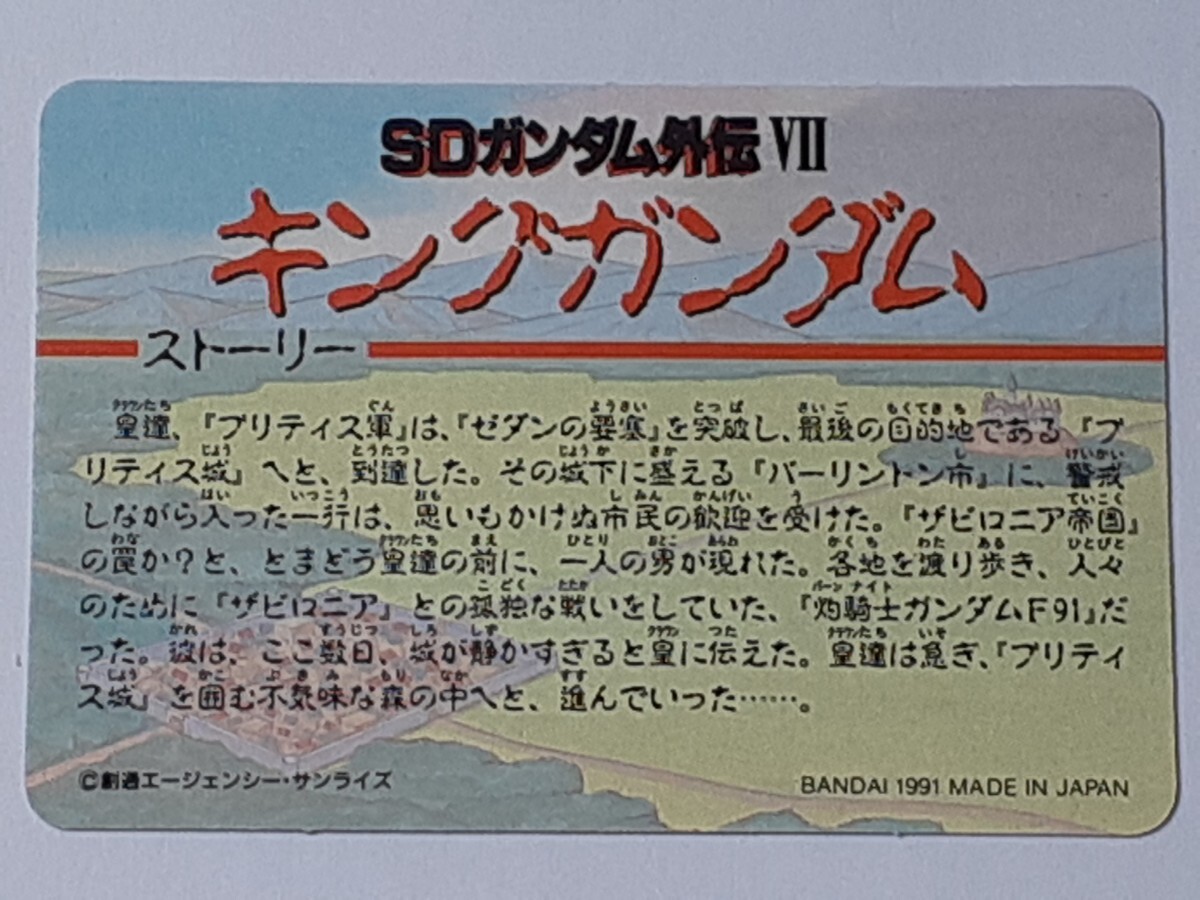 SDガンダム外伝 VII
キングガンダム
ストーリー
皇達、『ブリティス軍』は、『ゼダンの要塞』を突破し、最後の目的地である『ブ
リティス城』へと、到達した。その城下に盛える『バーリントン市』に、警戒
しながら入った一行は、思いもかけぬ市民の歓迎を受けた。『ザビロニア帝国』
の罠か?と、とまどう皇達の前に、一人の男が現れた。各地を渡り歩き、人々
のために『ザビロニア』との孤独な戦いをしていた、『灼騎士ガンダムF91』だ
った。彼は、ここ数日、城が静かすぎると皇に伝えた。皇達は急ぎ、『ブリティ
ス城』を囲む不気味な森の中へと、進んでいった……。
©創通エージェンシー・サンライズ
BANDAI 1991 MADE IN JAPAN